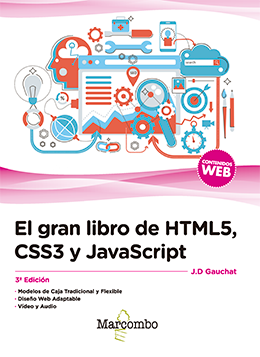 CONTENIDOS
WEB
El gran libro de HTML5,
CSS3 y JavaScript
J.D Gauchat
3ª Edición
· Modelos de Caja Tradicional y Flexible
· Diseño Web Adaptable
· Video y Audio
Marcombo